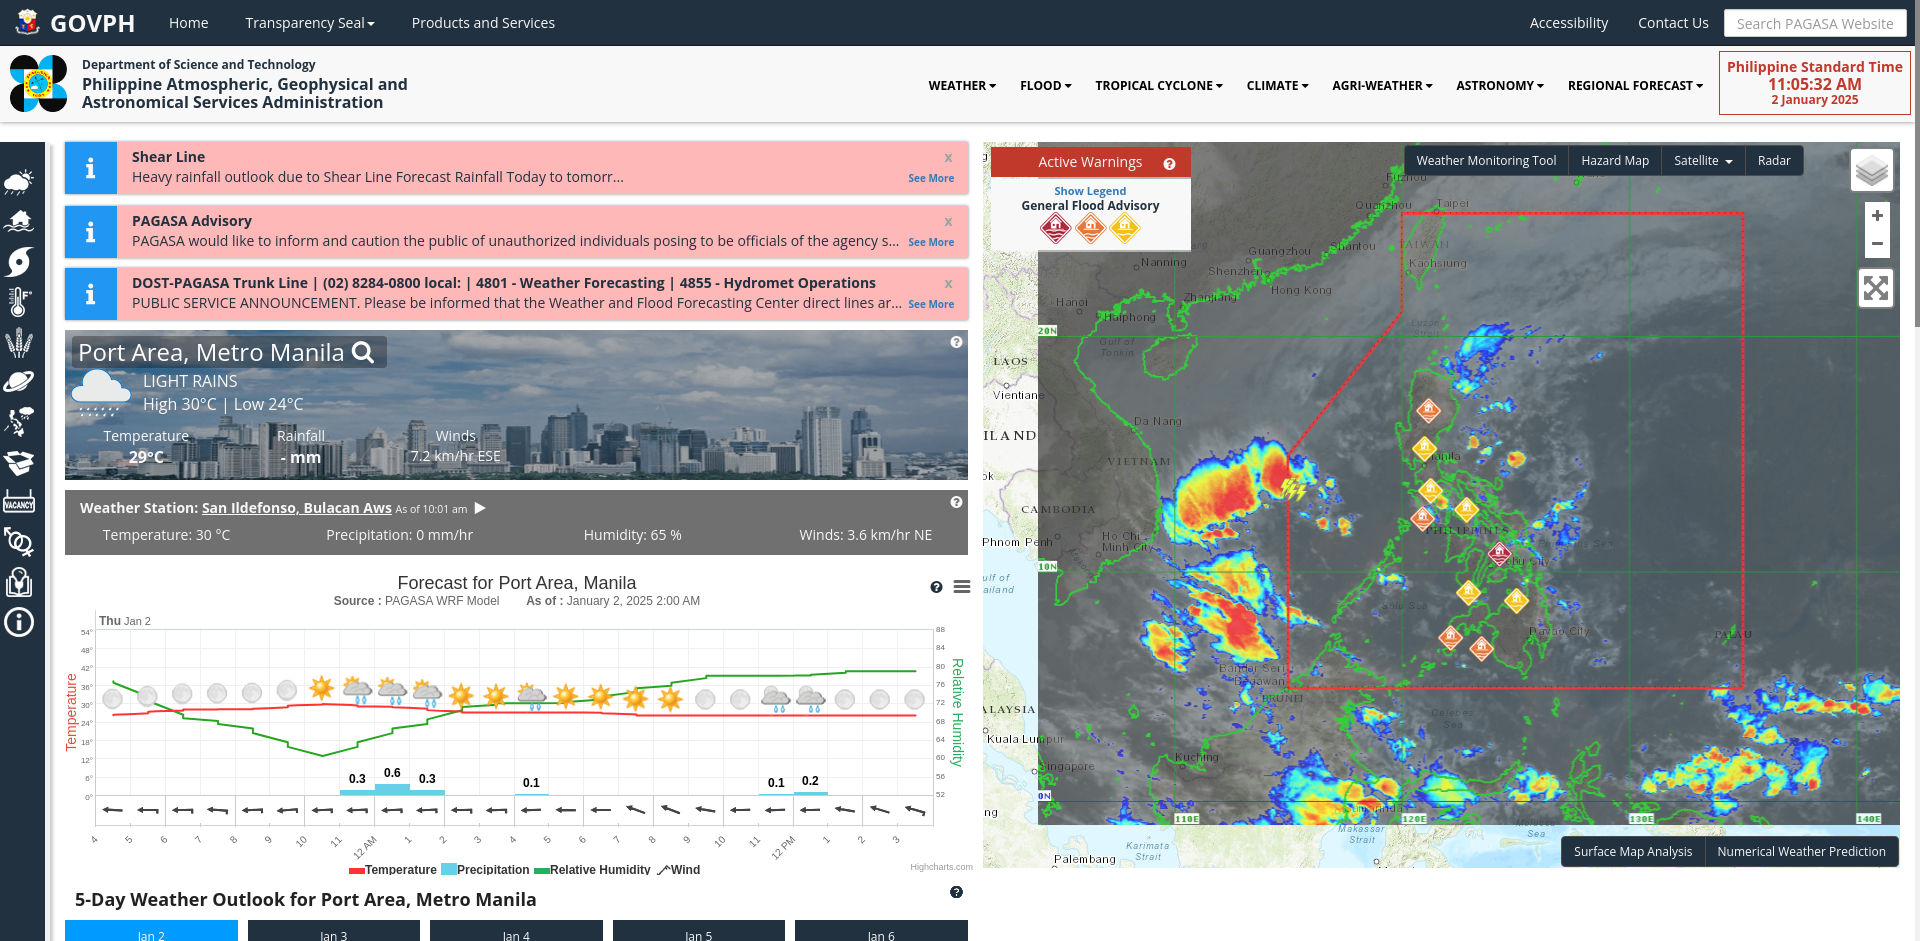 GOVPH
Home
Transparency Seal
Products and Services
Accessibility
Contact Us
Search PAGASA Website
Department of Science and Technology
Philippine Atmospheric, Geophysical and
Astronomical Services Administration
WEATHER
FLOOD
TROPICAL CYCLONE
CLIMATE
AGRI-WEATHER
ASTRONOMY
REGIONAL FORECAST
Philippine Standard Time
11:05:32 AM
2 January 2025
VACANCY
Shear Line
x
Heavy rainfall outlook due to Shear Line Forecast Rainfall Today to tomorr...
See More
PAGASA Advisory
x
PAGASA would like to inform and caution the public of unauthorized individuals posing to be officials of the agency s...
See More
DOST-PAGASA Trunk Line | (02) 8284-0800 local: | 4801 - Weather Forecasting | 4855 - Hydromet Operations
x
PUBLIC SERVICE ANNOUNCEMENT. Please be informed that the Weather and Flood Forecasting Center direct lines ar...
See More
Port Area, Metro Manila
LIGHT RAINS
High 30°C | Low 24°C
Temperature
Rainfall
Winds
29°C
- mm
7.2 km/hr ESE
Weather Station: San Ildefonso, Bulacan Aws As of 10:01 am
Temperature: 30 °C
Precipitation: 0 mm/hr
Humidity: 65 %
Winds: 3.6 km/hr NE
Forecast for Port Area, Manila
Source : PAGASA WRF Model
As of : January 2, 2025 2:00 AM
Thu Jan 2
Temperature
54°
48°
42°
36°
30°
24°
18°
12°
6°
0°
88
84
80
76
72
68
64
60
56
52
Relative Humidity
0.3
0.6
0.3
0.1
0.1
0.2
4
5
6
7
8
9
10
11
12 AM
1
2
3
4
5
6
7
8
9
10
11
12 PM
1
2
3
Temperature
Precipitation
Relative Humidity
Wind
Highcharts.com
5-Day Weather Outlook for Port Area, Metro Manila
Jan 2
Jan 3
Jan 4
Jan 5
Jan 6
Active Warnings
Show Legend
General Flood Advisory
Weather Monitoring Tool
Hazard Map
Satellite
Radar
+
−
Quanzhou
Taipei
TAIWAN
Guangzhou
Shantou
Nanning
Shenzhen
Kaohsiung
Hong Kong
Zhanjiang
Hanoi
Haiphong
20N
Luzon
Strait
Gulf of
Tonkin
LAOS
Vientiane
Da Nang
ILAND
VIETNAM
CAMBODIA
Phnom Penh
Ho Chi
Minh City
PHILIPPINES
10N
Davao City
PALAU
Bandar Seri
Begawan
BRUNEI
ALAYSIA
Celebes
Sea
Kuala Lumpur
Kuching
Singapore
0N
110E
120E
130E
140E
Makassar
Strait
Karimata
Strait
Palembang
Surface Map Analysis
Numerical Weather Prediction